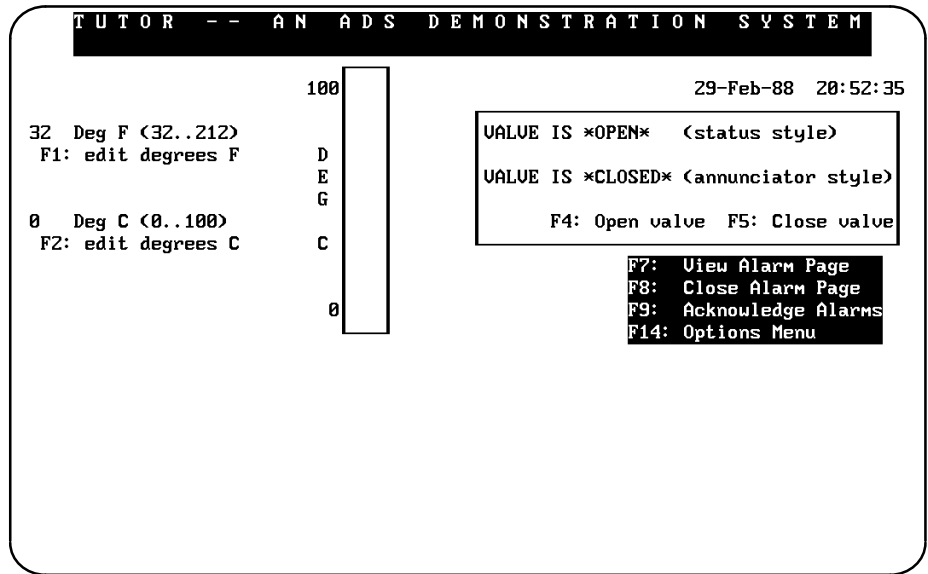 T U T O R -- A N A D S D E M O N S T R A T I O N S Y S T E M
100
29-Feb-88 20:52:35
32 Deg F (32..212)
F1: edit degrees F
VALUE IS *OPEN* (status style)
D
E
G
VALUE IS *CLOSED* (annunciator style)
0 Deg C (0..100)
F2: edit degrees C
C
F4: Open value F5: Close value
F7: View Alarm Page
F8: Close Alarm Page
F9: Acknowledge Alarms
F14: Options Menu
0